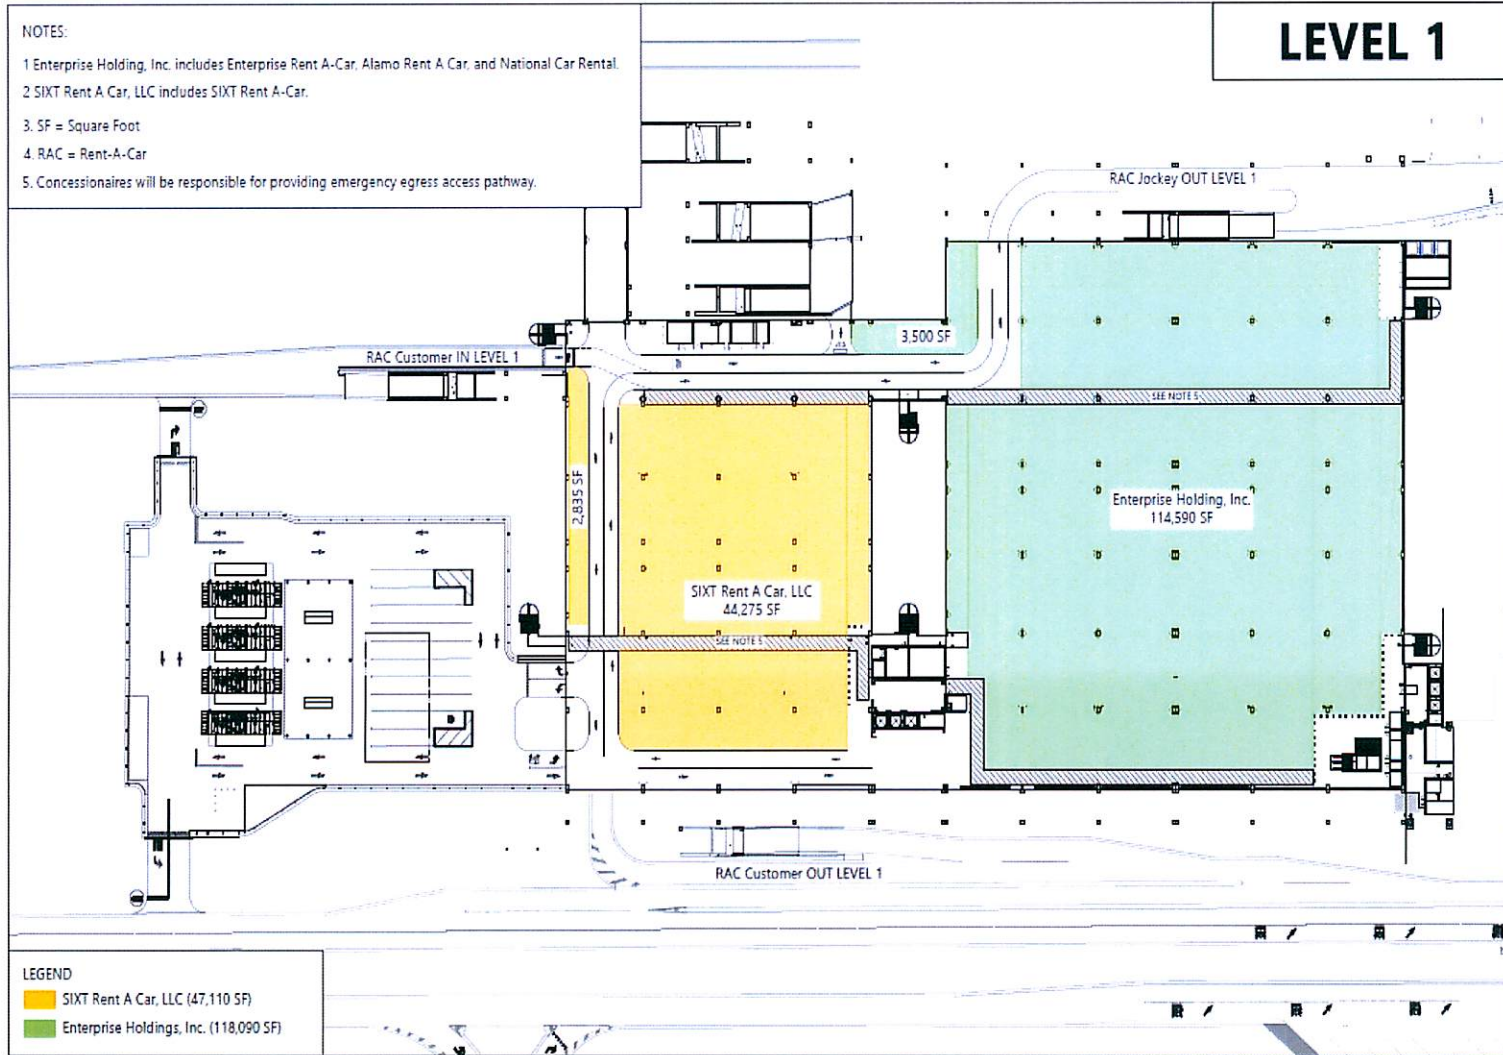 NOTES:
1 Enterprise Holding, Inc. includes Enterprise Rent A-Car, Alamo Rent A Car, and National Car Rental.
2 SIXT Rent A Car, LLC includes SIXT Rent A-Car.
3. SF = Square Foot
4. RAC = Rent-A-Car
5. Concessionaires will be responsible for providing emergency egress access pathway.
LEVEL 1
RAC Jockey OUT LEVEL 1
3,500 SF
RAC Customer IN LEVEL 1
SEE NOTE 5
2,835 SF
Enterprise Holding, Inc.
114,590 SF
SIXT Rent A Car, LLC
44,275 SF
SEE NOTE 5
RAC Customer OUT LEVEL 1
LEGEND
SIXT Rent A Car, LLC (47,110 SF)
Enterprise Holdings, Inc. (118,090 SF)